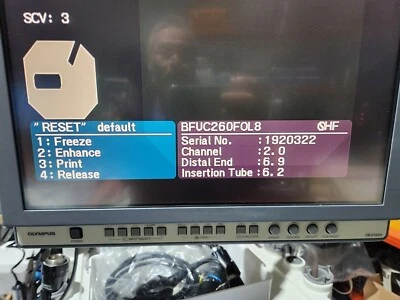 SCV: 3
"RESET" default
1: Freeze
2: Enhance
3: Print
4: Release
BFUC260FOL8 HF
Serial No. :1920322
Channel :2.0
Distal End :6.9
Insertion Tube:6.2
OLYMPUS